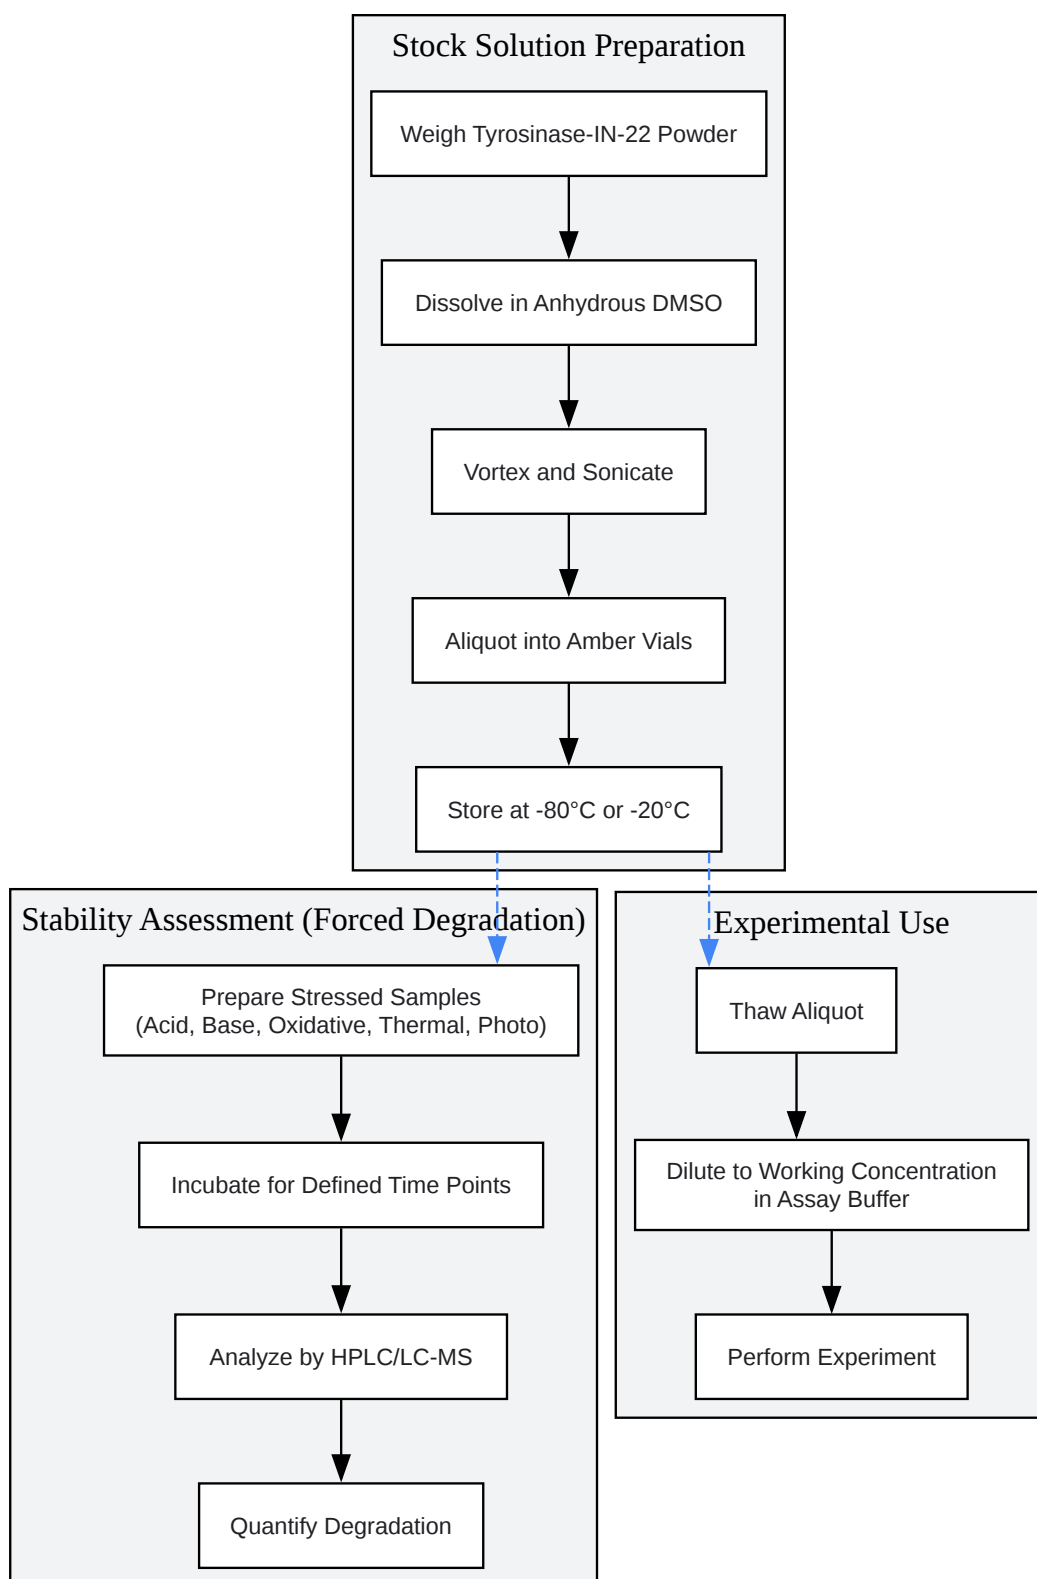 Stock Solution Preparation
Weigh Tyrosinase-IN-22 Powder
Dissolve in Anhydrous DMSO
Vortex and Sonicate
Aliquot into Amber Vials
Store at -80°C or -20°C
Stability Assessment (Forced Degradation)
Prepare Stressed Samples
(Acid, Base, Oxidative, Thermal, Photo)
Incubate for Defined Time Points
Analyze by HPLC/LC-MS
Quantify Degradation
Experimental Use
Thaw Aliquot
Dilute to Working Concentration
in Assay Buffer
Perform Experiment